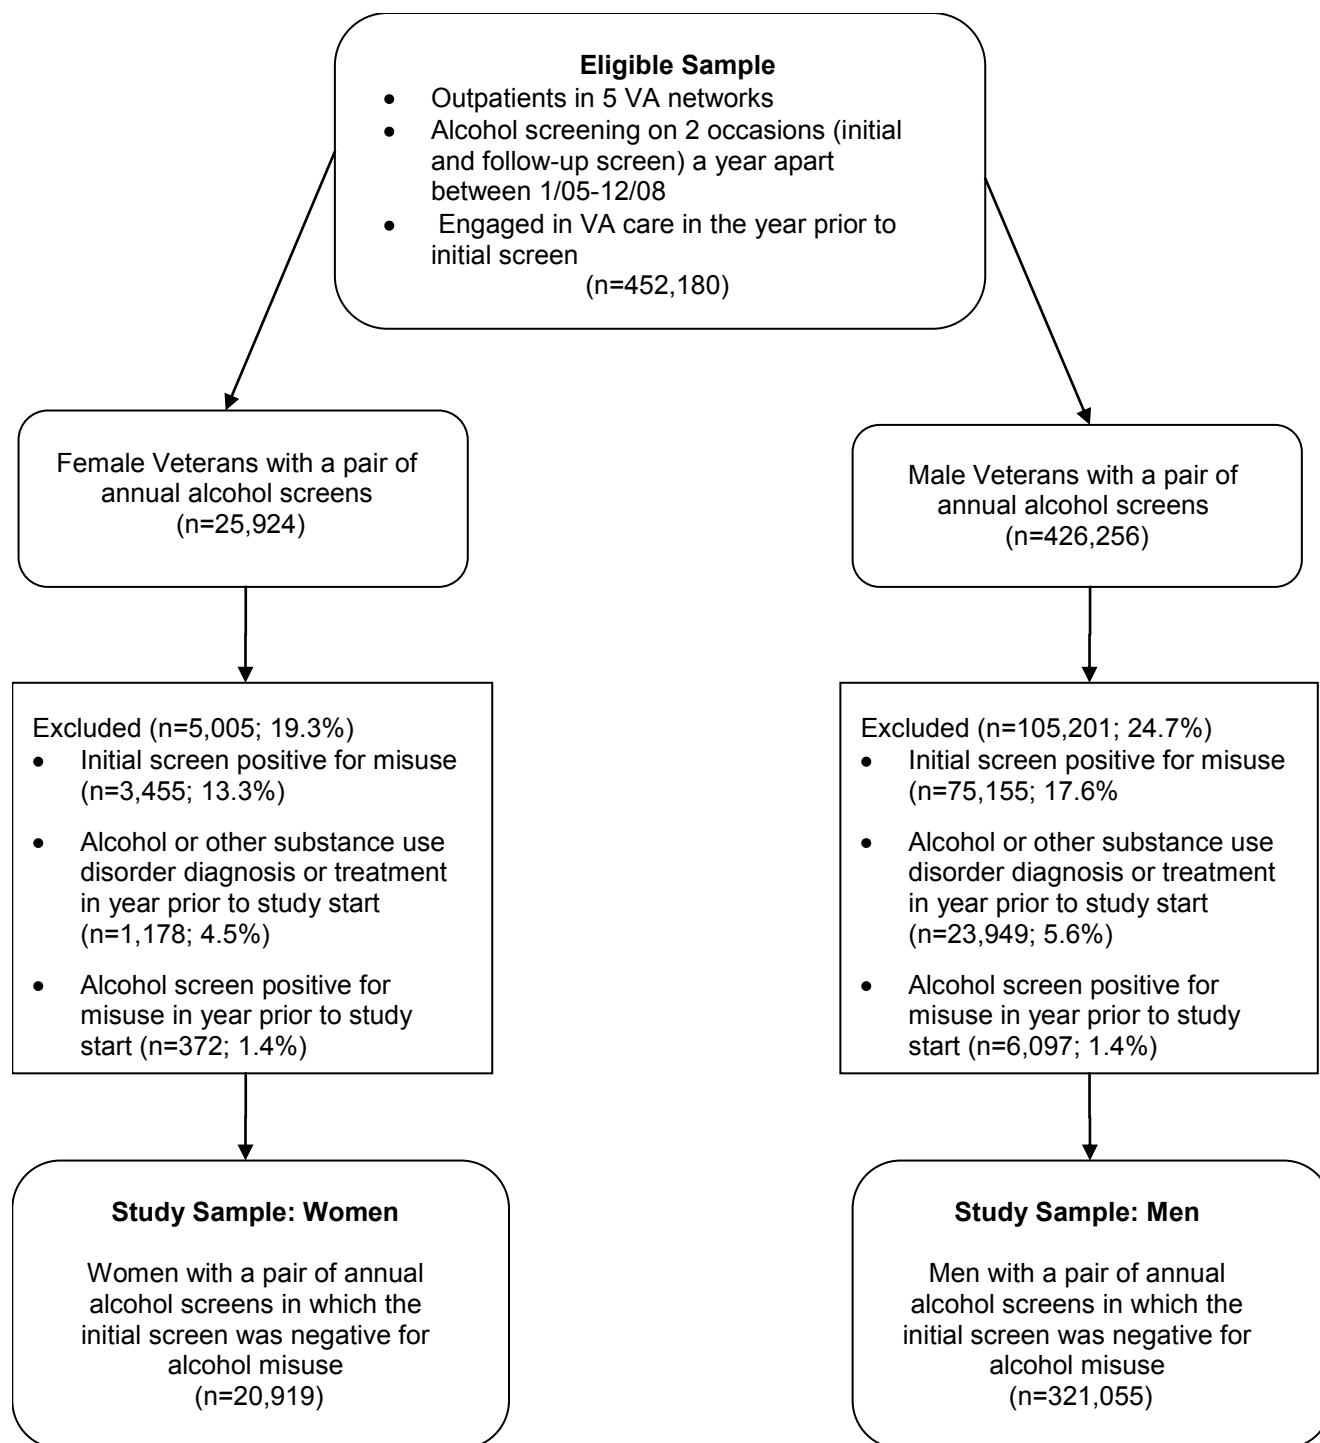 Eligible Sample
• Outpatients in 5 VA networks
• Alcohol screening on 2 occasions (initial
and follow-up screen) a year apart
between 1/05-12/08
• Engaged in VA care in the year prior to
initial screen
(n=452,180)
Female Veterans with a pair of
annual alcohol screens
(n=25,924)
Male Veterans with a pair of
annual alcohol screens
(n=426,256)
Excluded (n=5,005; 19.3%)
• Initial screen positive for misuse
(n=3,455; 13.3%)
• Alcohol or other substance use
disorder diagnosis or treatment
in year prior to study start
(n=1,178; 4.5%)
• Alcohol screen positive for
misuse in year prior to study
start (n=372; 1.4%)
Excluded (n=105,201; 24.7%)
• Initial screen positive for misuse
(n=75,155; 17.6%
• Alcohol or other substance use
disorder diagnosis or treatment
in year prior to study start
(n=23,949; 5.6%)
• Alcohol screen positive for
misuse in year prior to study
start (n=6,097; 1.4%)
Study Sample: Women
Women with a pair of annual
alcohol screens in which the
initial screen was negative for
alcohol misuse
(n=20,919)
Study Sample: Men
Men with a pair of annual
alcohol screens in which the
initial screen was negative for
alcohol misuse
(n=321,055)